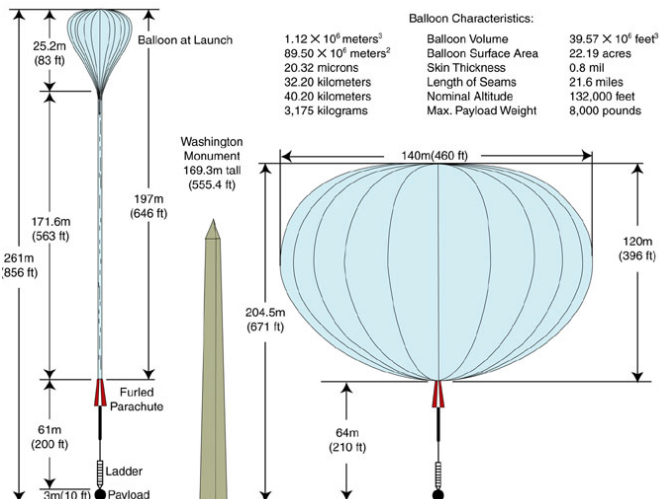 Balloon Characteristics:
1.12 X 10⁶ meters³ Balloon Volume 39.57 X 10⁶ feet³
89.50 X 10⁶ meters² Balloon Surface Area 22.19 acres
20.32 microns Skin Thickness 0.8 mil
32.20 kilometers Length of Seams 21.6 miles
40.20 kilometers Nominal Altitude 132,000 feet
3,175 kilograms Max. Payload Weight 8,000 pounds
25.2m
(83 ft)
Balloon at Launch
171.6m
(563 ft)
197m
(646 ft)
261m
(856 ft)
Furled
Parachute
61m
(200 ft)
Ladder
3m(10 ft)
Payload
Washington
Monument
169.3m tall
(555.4 ft)
140m(460 ft)
120m
(396 ft)
204.5m
(671 ft)
64m
(210 ft)